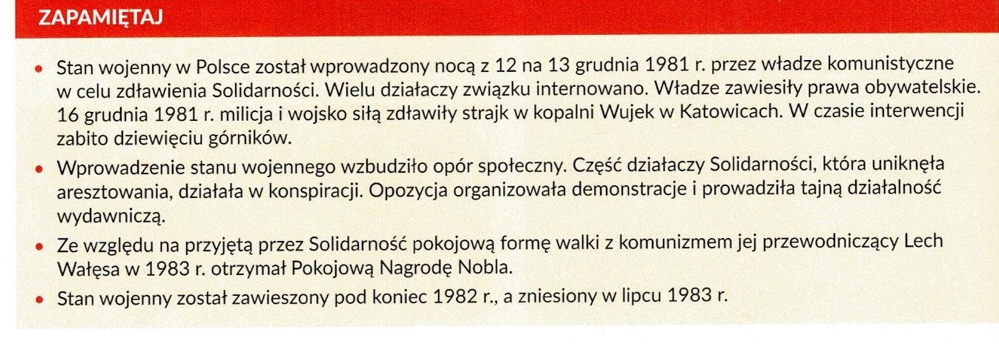 ZAPAMIĘTAJ
• Stan wojenny w Polsce został wprowadzony nocą z 12 na 13 grudnia 1981 r. przez władze komunistyczne
w celu zdławienia Solidarności. Wielu działaczy związku internowano. Władze zawiesiły prawa obywatelskie.
16 grudnia 1981 r. milicja i wojsko siłą zdławiły strajk w kopalni Wujek w Katowicach. W czasie interwencji
zabito dziewięciu górników.
• Wprowadzenie stanu wojennego wzbudziło opór społeczny. Część działaczy Solidarności, która uniknęła
aresztowania, działała w konspiracji. Opozycja organizowała demonstracje i prowadziła tajną działalność
wydawniczą.
• Ze względu na przyjętą przez Solidarność pokojową formę walki z komunizmem jej przewodniczący Lech
Wałęsa w 1983 r. otrzymał Pokojową Nagrodę Nobla.
• Stan wojenny został zawieszony pod koniec 1982 r., a zniesiony w lipcu 1983 r.